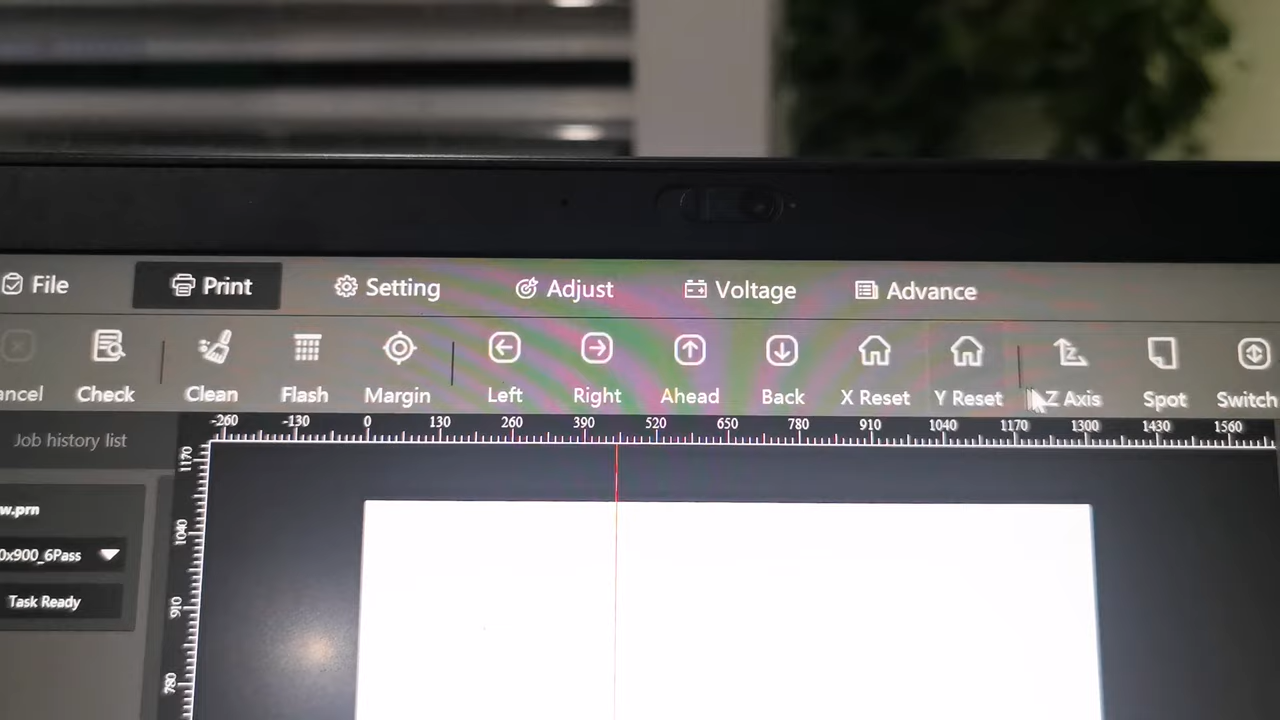 File Print Setting Adjust Voltage Advance
ancel Check Clean Flash Margin Left Right Ahead Back X Reset Y Reset Z Axis Spot Switch
-260 -130 0 130 260 390 520 650 780 910 1040 1170 1300 1430 1560
Job history list
1170
w.prn
1040
0x900_6Pass
Task Ready
910
780